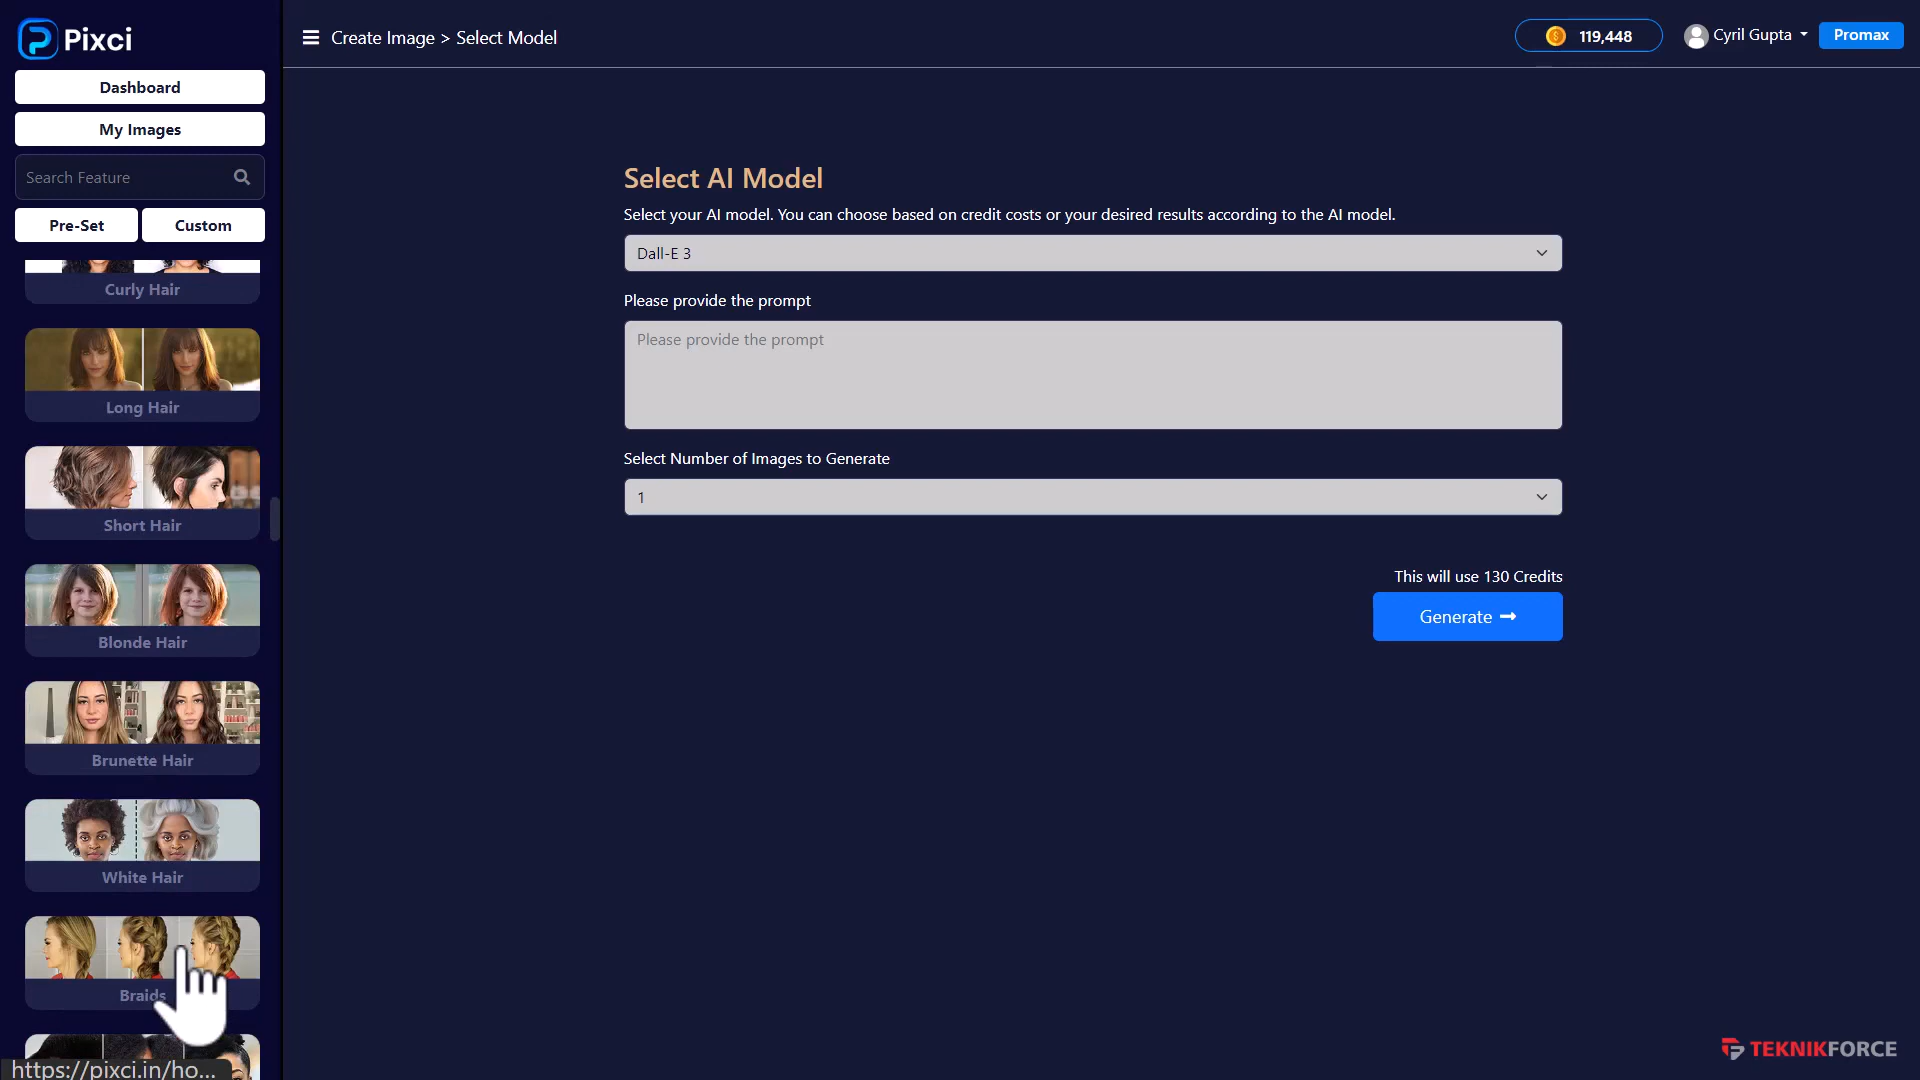 Pixci
Dashboard
My Images
Search Feature
Pre-Set
Custom
Curly Hair
Long Hair
Short Hair
Blonde Hair
Brunette Hair
White Hair
Braids
https://pixci.in/ho...
Create Image > Select Model
119,448
Cyril Gupta
Promax
Select AI Model
Select your AI model. You can choose based on credit costs or your desired results according to the AI model.
Dall-E 3
Please provide the prompt
Please provide the prompt
Select Number of Images to Generate
1
This will use 130 Credits
Generate
TEKNIKFORCE